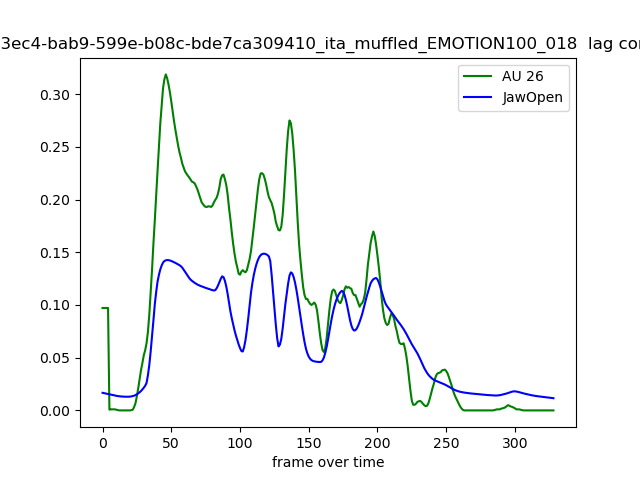 3ec4-bab9-599e-b08c-bde7ca309410_ita_muffled_EMOTION100_018 lag
AU 26
JawOpen
0.30
0.25
0.20
0.15
0.10
0.05
0.00
0 50 100 150 200 250 300
frame over time